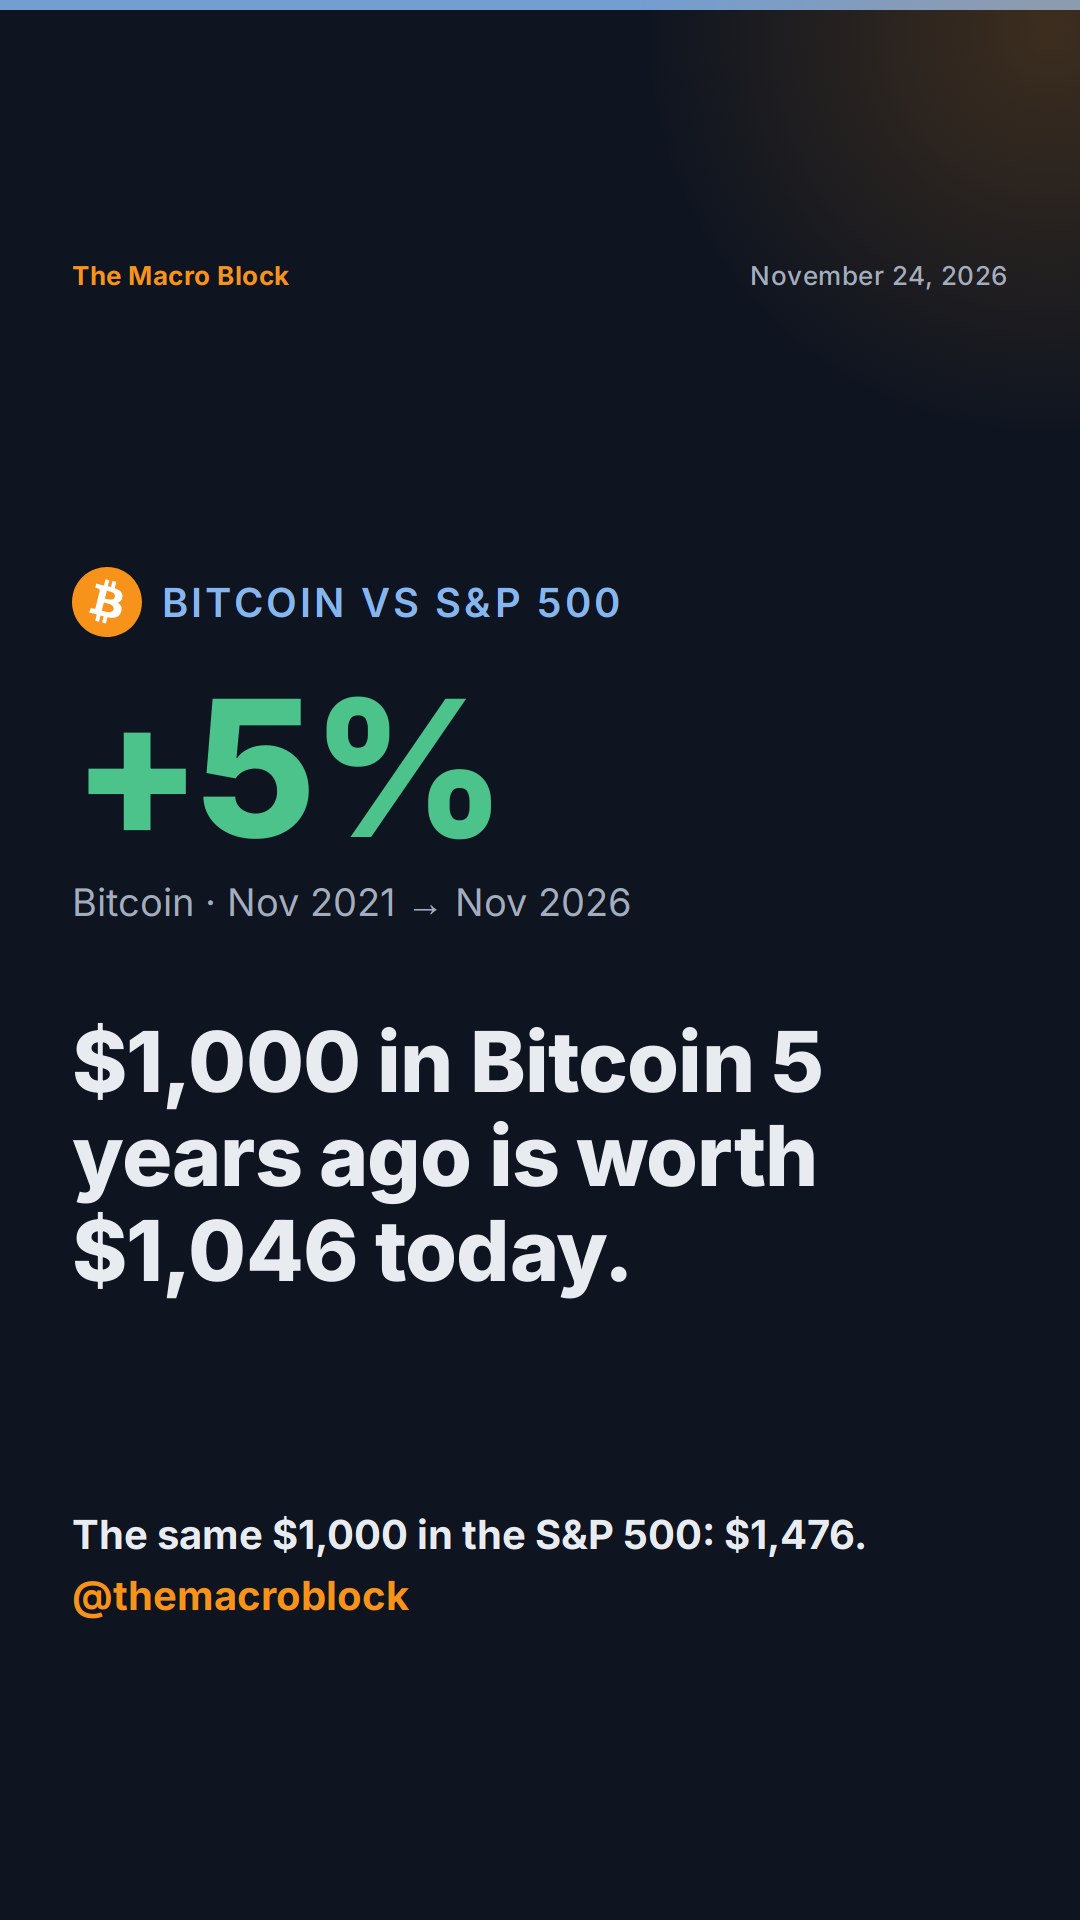 The Macro Block
November 24, 2026
BITCOIN VS S&P 500
+5%
Bitcoin · Nov 2021 → Nov 2026
$1,000 in Bitcoin 5
years ago is worth
$1,046 today.
The same $1,000 in the S&P 500: $1,476.
@themacroblock